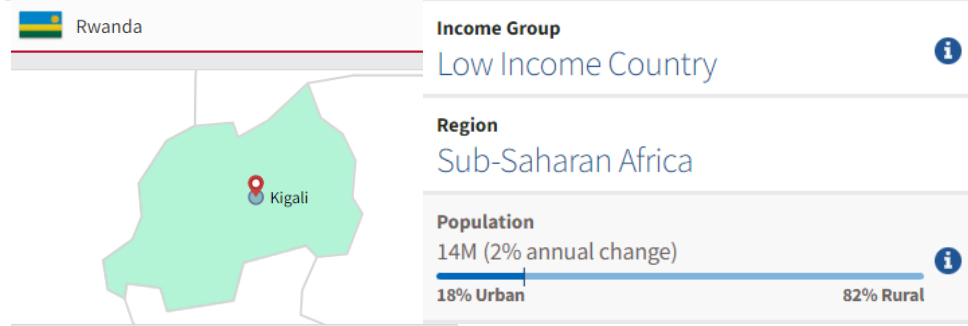 Rwanda
Kigali
Income Group
Low Income Country
Region
Sub-Saharan Africa
Population
14M (2% annual change)
18% Urban
82% Rural